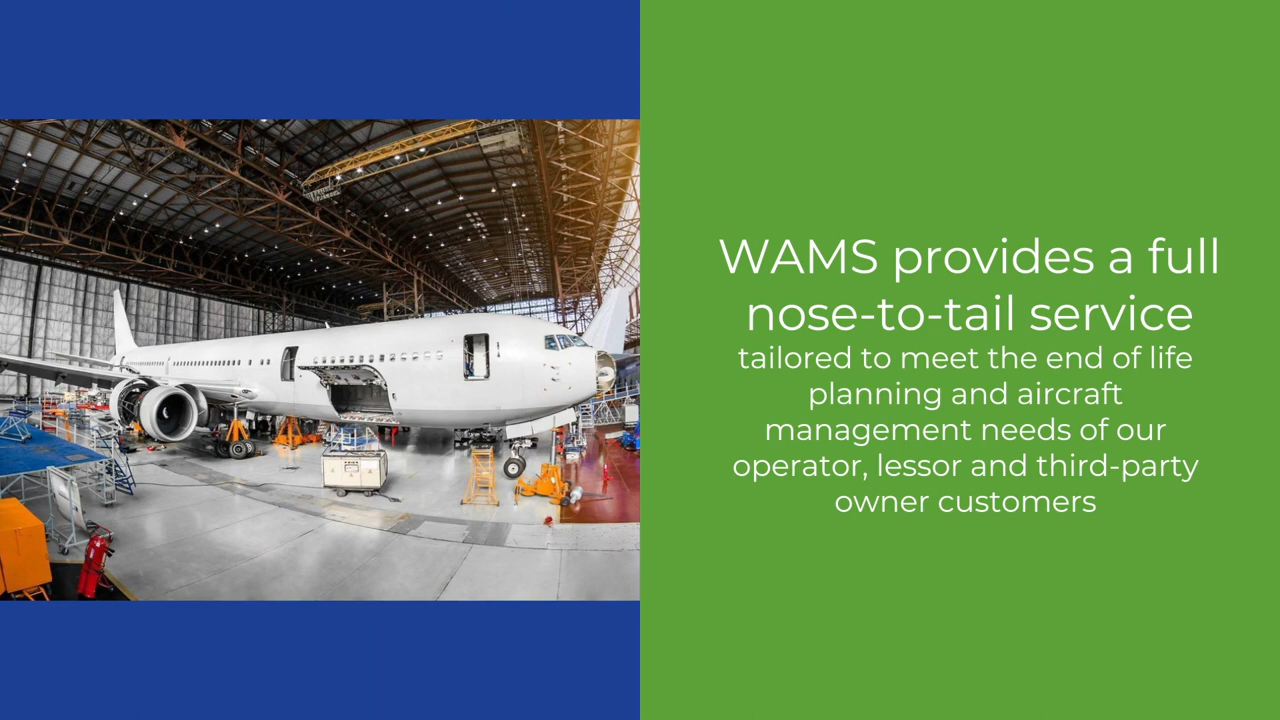 WAMS provides a full
nose-to-tail service
tailored to meet the end of life
planning and aircraft
management needs of our
operator, lessor and third-party
owner customers